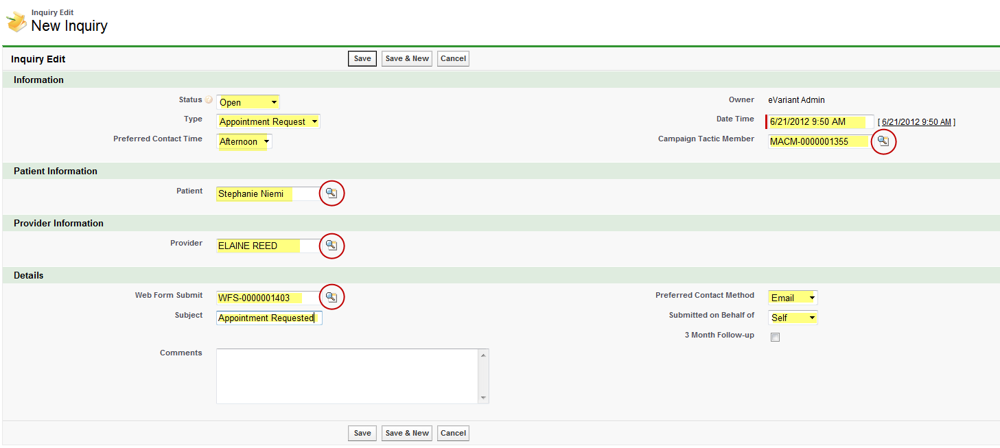 Inquiry Edit
New Inquiry
Inquiry Edit Save Save & New Cancel
Information
Status ? Open Owner eVariant Admin
Type Appointment Request Date Time 6/21/2012 9:50 AM [ 6/21/2012 9:50 AM ]
Preferred Contact Time Afternoon Campaign Tactic Member MACM-0000001355
Patient Information
Patient Stephanie Niemi
Provider Information
Provider ELAINE REED
Details
Web Form Submit WFS-0000001403 Preferred Contact Method Email
Subject Appointment Requested Submitted on Behalf of Self
3 Month Follow-up
Comments
Save Save & New Cancel